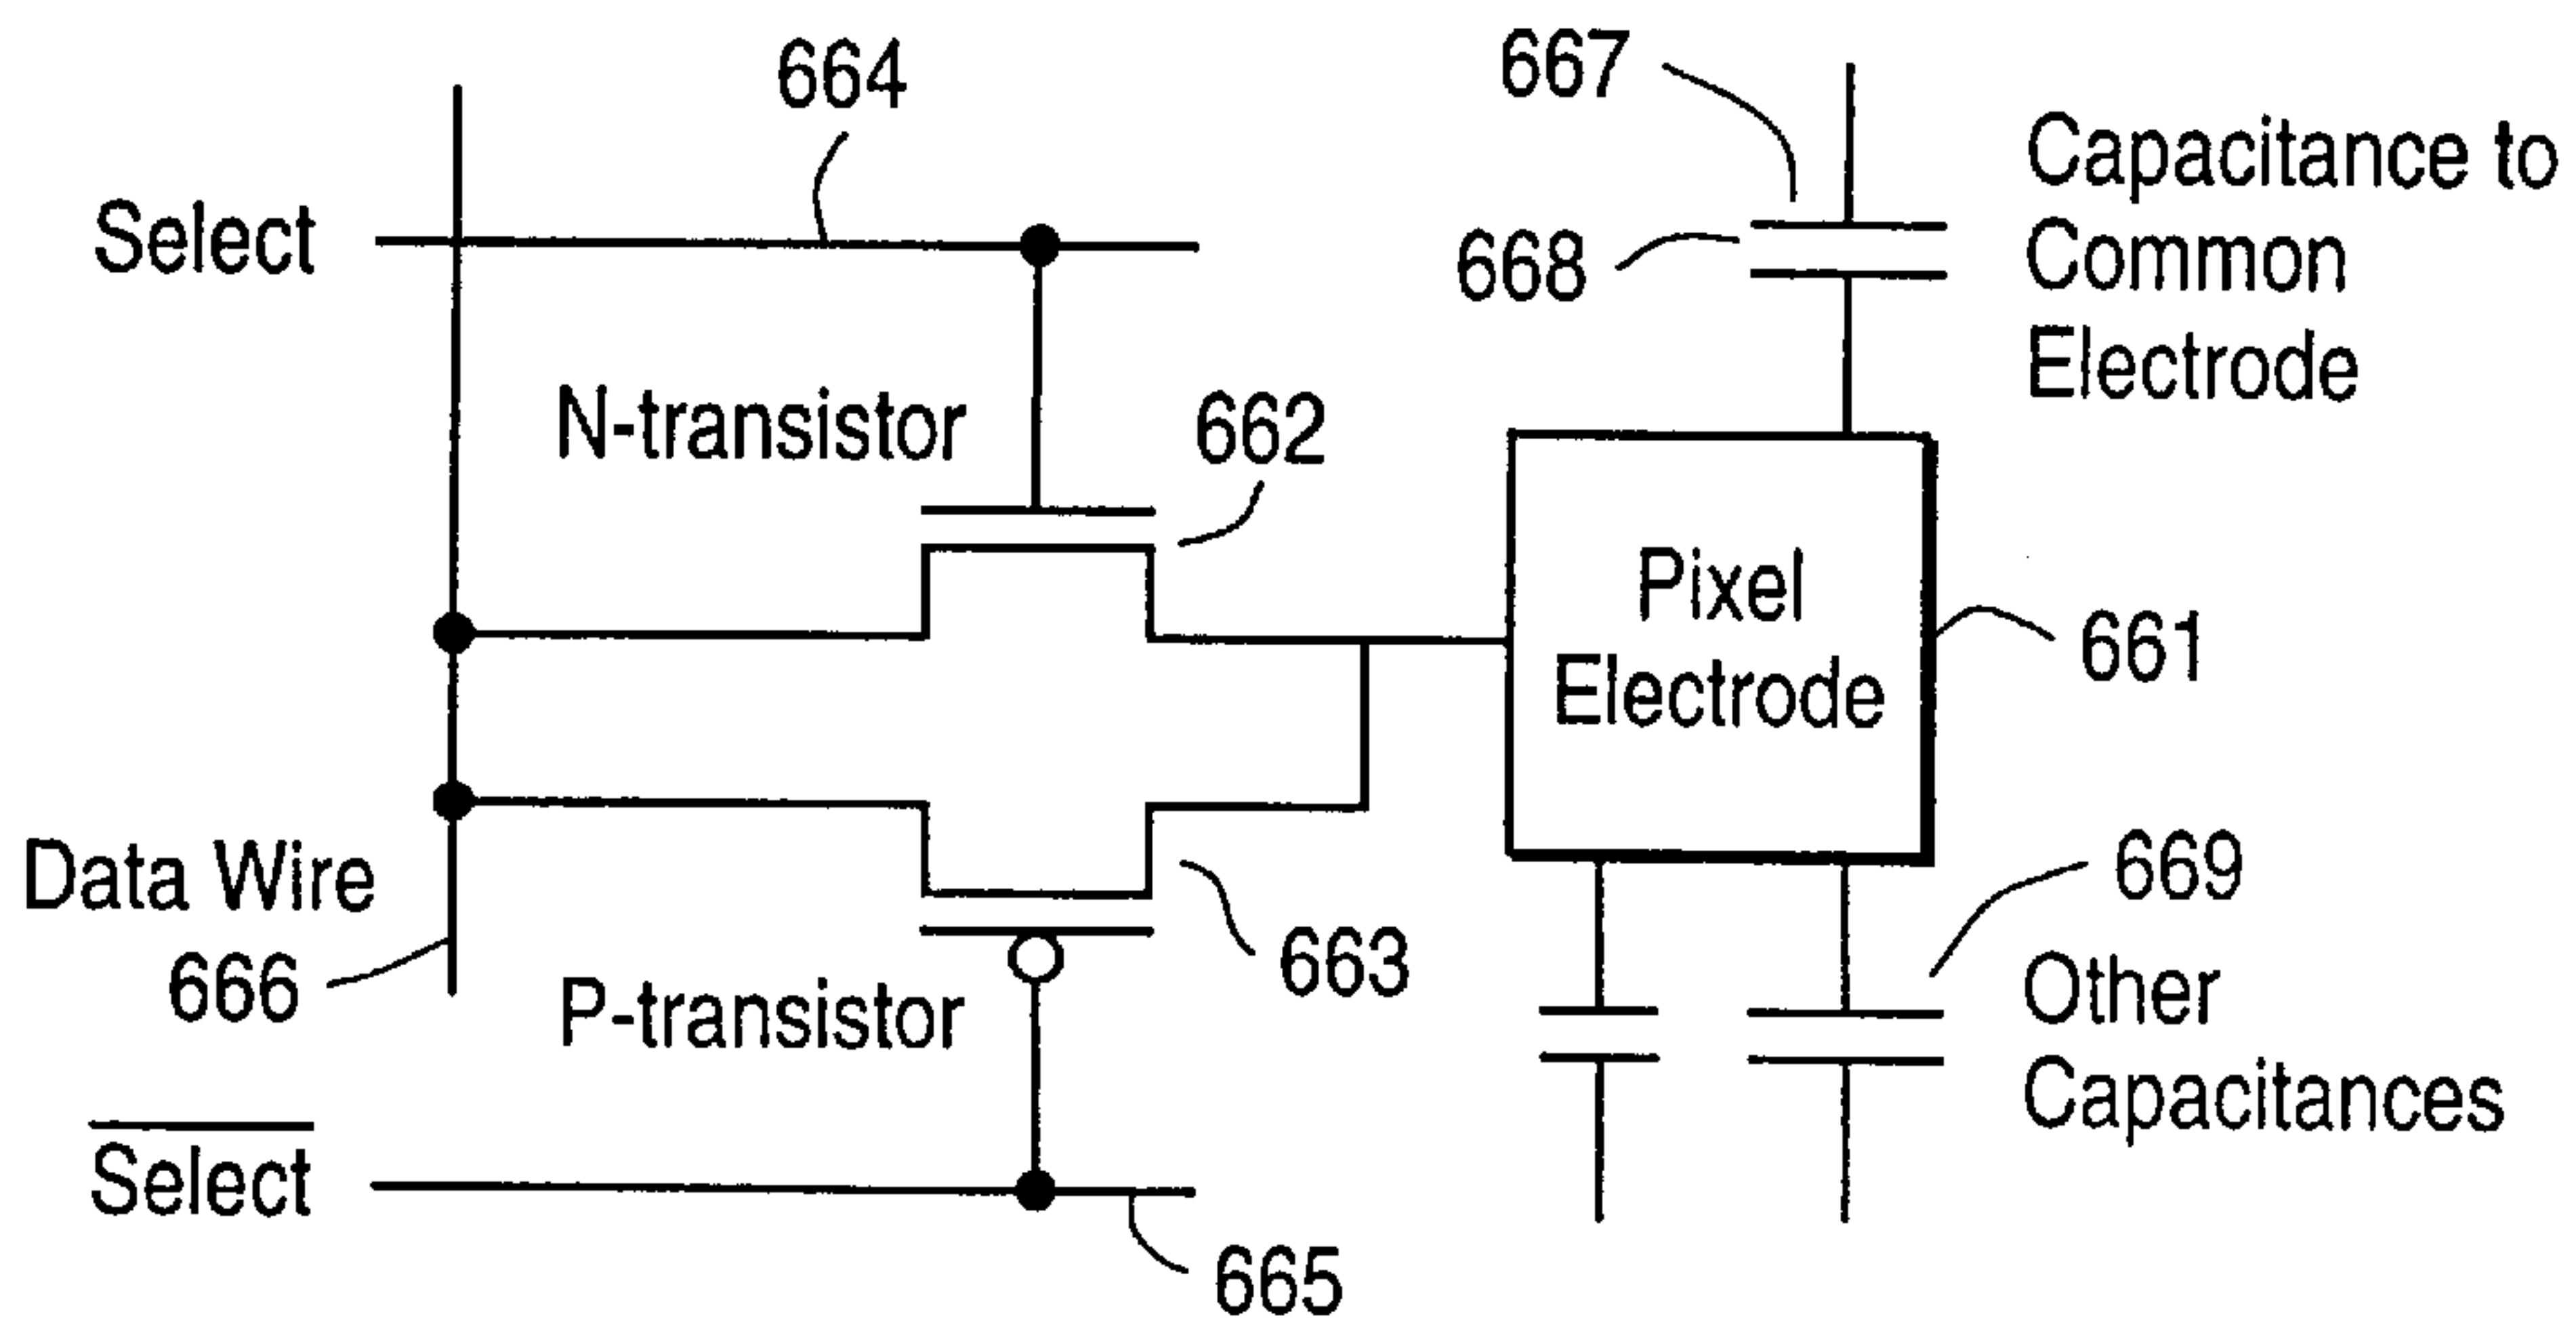 664
667
Capacitance to
Select
668
Common
Electrode
N-transistor
662
Pixel
Electrode
661
Data Wire
666
P-transistor
663
669
Other
Capacitances
S̅e̅l̅e̅c̅t̅
665